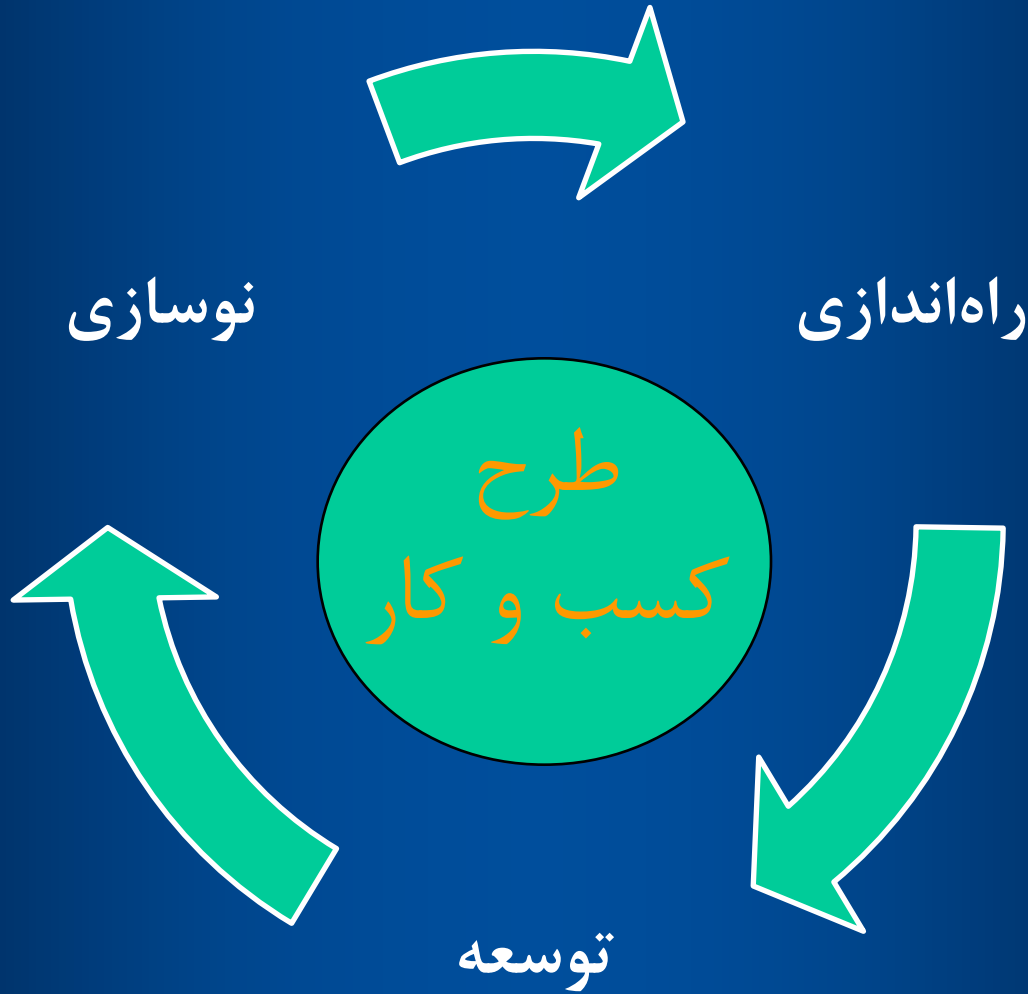 راه‌اندازی
نوسازی
طرح
کسب و کار
توسعه